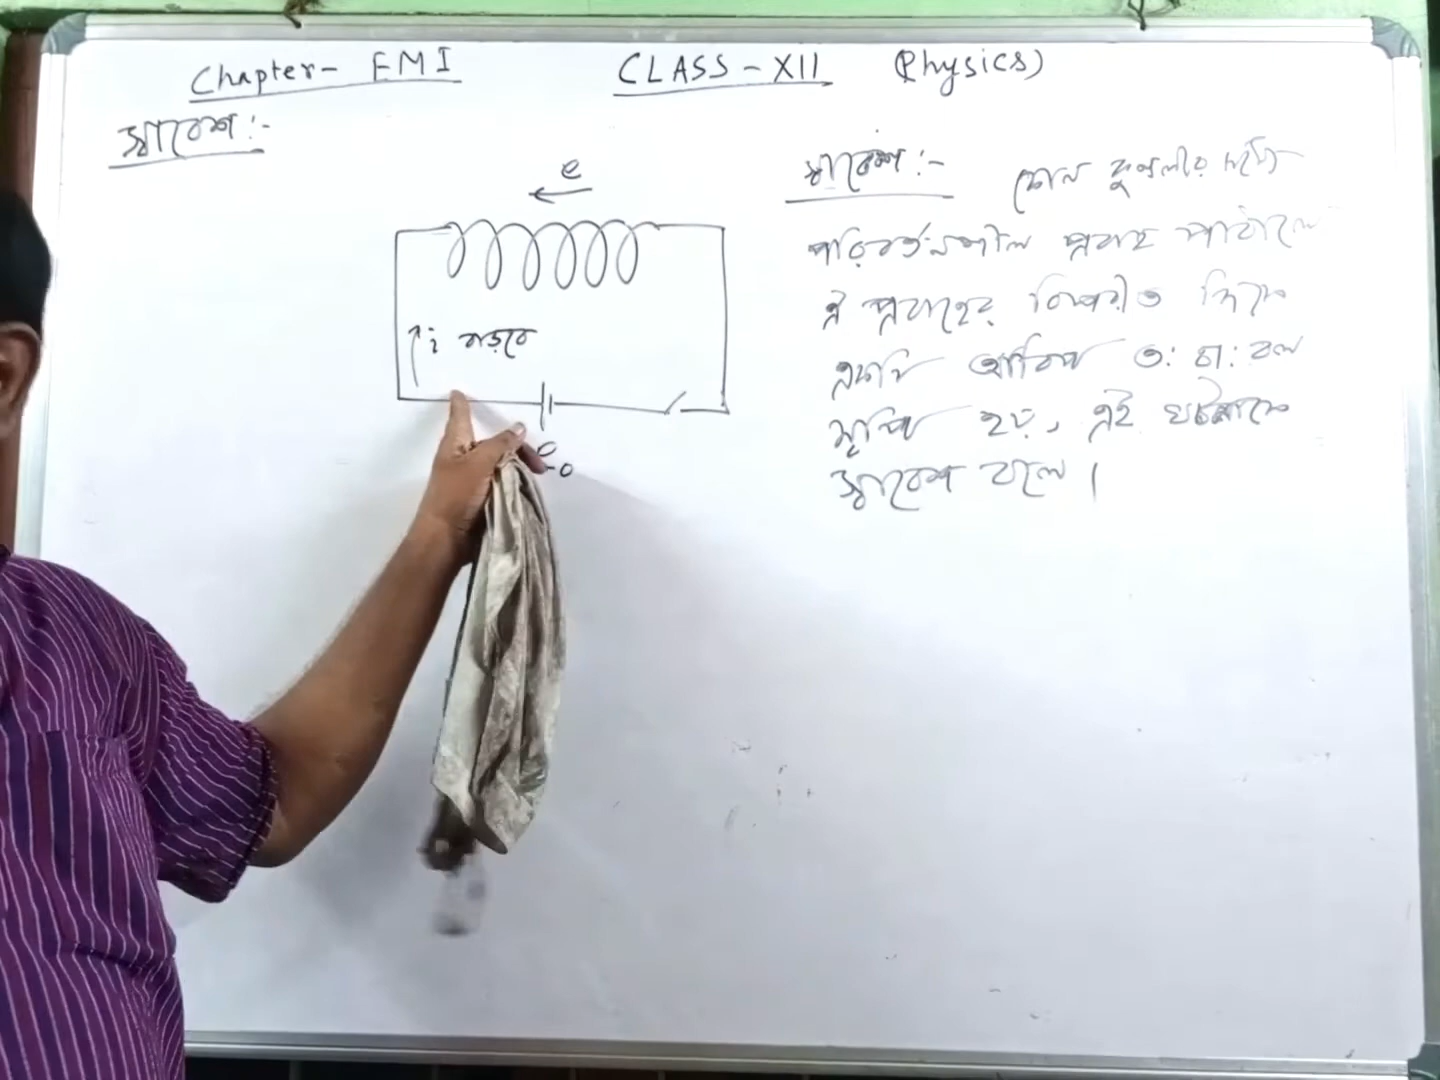 Chapter - EMI CLASS - XII (Physics)
স্বাবেশ :-
e
i বাড়বে
স্বাবেশ :- কোন কুণ্ডলীর মধ্যে
পরিবর্তনশীল প্রবাহ পাঠালে
ঐ প্রবাহের বিপরীত দিকে
একটি আবিষ্ট ত: চা: বল
সৃষ্টি হয়, এই ঘটনাকে
স্বাবেশ বলে।